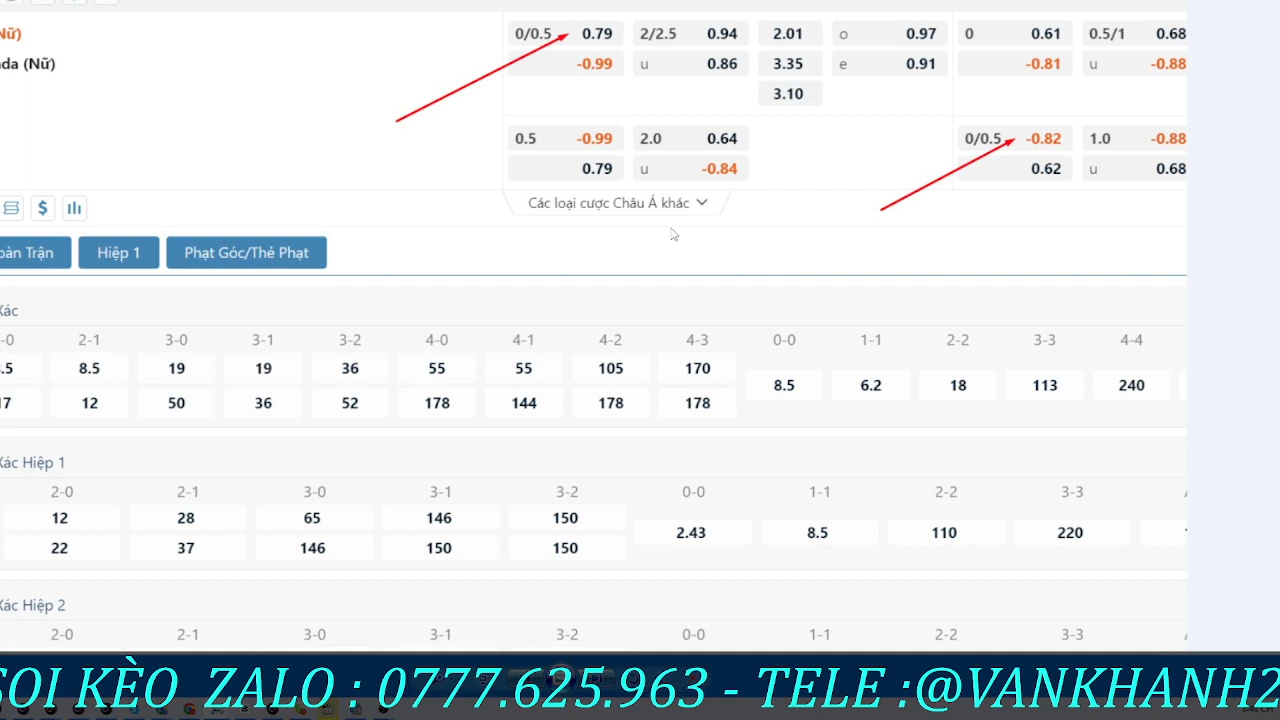 Nữ)
0/0.5 0.79 2/2.5 0.94 2.01 o 0.97 0 0.61 0.5/1 0.68
da (Nữ)
-0.99 u 0.86 3.35 e 0.91 -0.81 u -0.88
3.10
0.5 -0.99 2.0 0.64 0/0.5 -0.82 1.0 -0.88
0.79 u -0.84 0.62 u 0.68
Các loại cược Châu Á khác
$
oàn Trận Hiệp 1 Phạt Góc/Thẻ Phạt
Xác
-0 2-1 3-0 3-1 3-2 4-0 4-1 4-2 4-3 0-0 1-1 2-2 3-3 4-4
.5 8.5 19 19 36 55 55 105 170
8.5 6.2 18 113 240
17 12 50 36 52 178 144 178 178
Xác Hiệp 1
2-0 2-1 3-0 3-1 3-2 0-0 1-1 2-2 3-3
12 28 65 146 150
2.43 8.5 110 220
22 37 146 150 150
Xác Hiệp 2
2-0 2-1 3-0 3-1 3-2 0-0 1-1 2-2 3-3
SOI KÈO ZALO : 0777.625.963 - TELE :@VANKHANH2